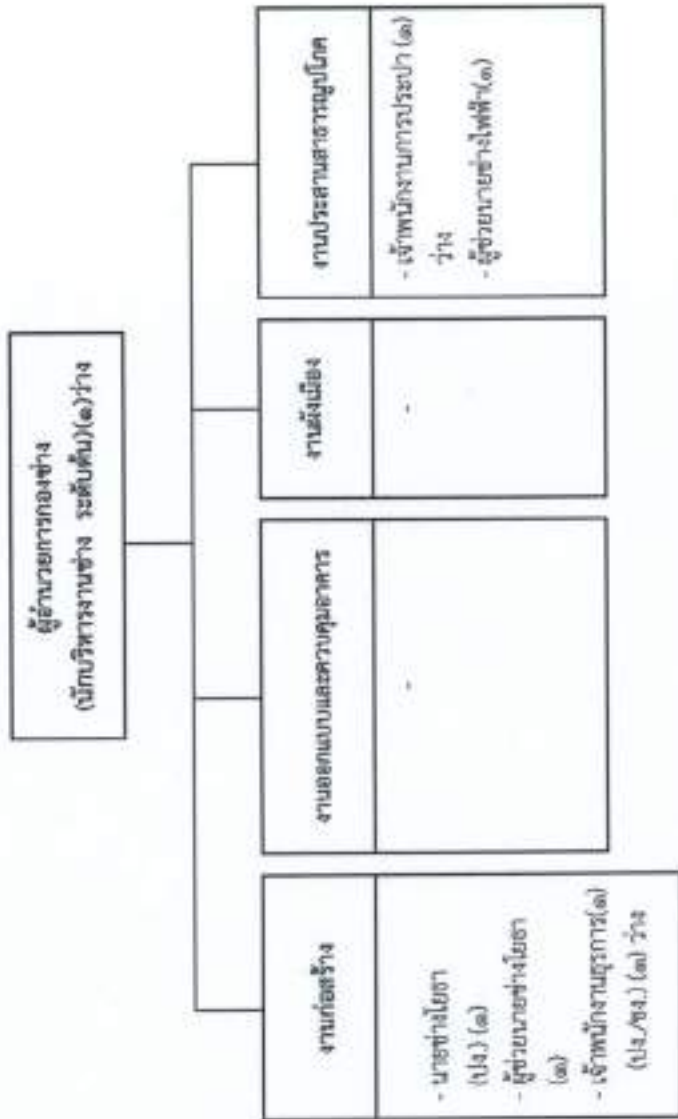 ผู้อำนวยการกองช่าง
(นักบริหารงานช่าง ระดับต้น)(๑)ว่าง
งานก่อสร้าง
- นายช่างโยธา
(ปง.) (๑)
- ผู้ช่วยนายช่างโยธา
(๑)
- เจ้าพนักงานธุรการ(๑)
(ปง./ชง.) (๑) ว่าง
งานออกแบบและควบคุมอาคาร
-
งานผังเมือง
-
งานประสานสาธารณูปโภค
- เจ้าพนักงานการประปา (๑)
ว่าง
- ผู้ช่วยนายช่างไฟฟ้า(๑)